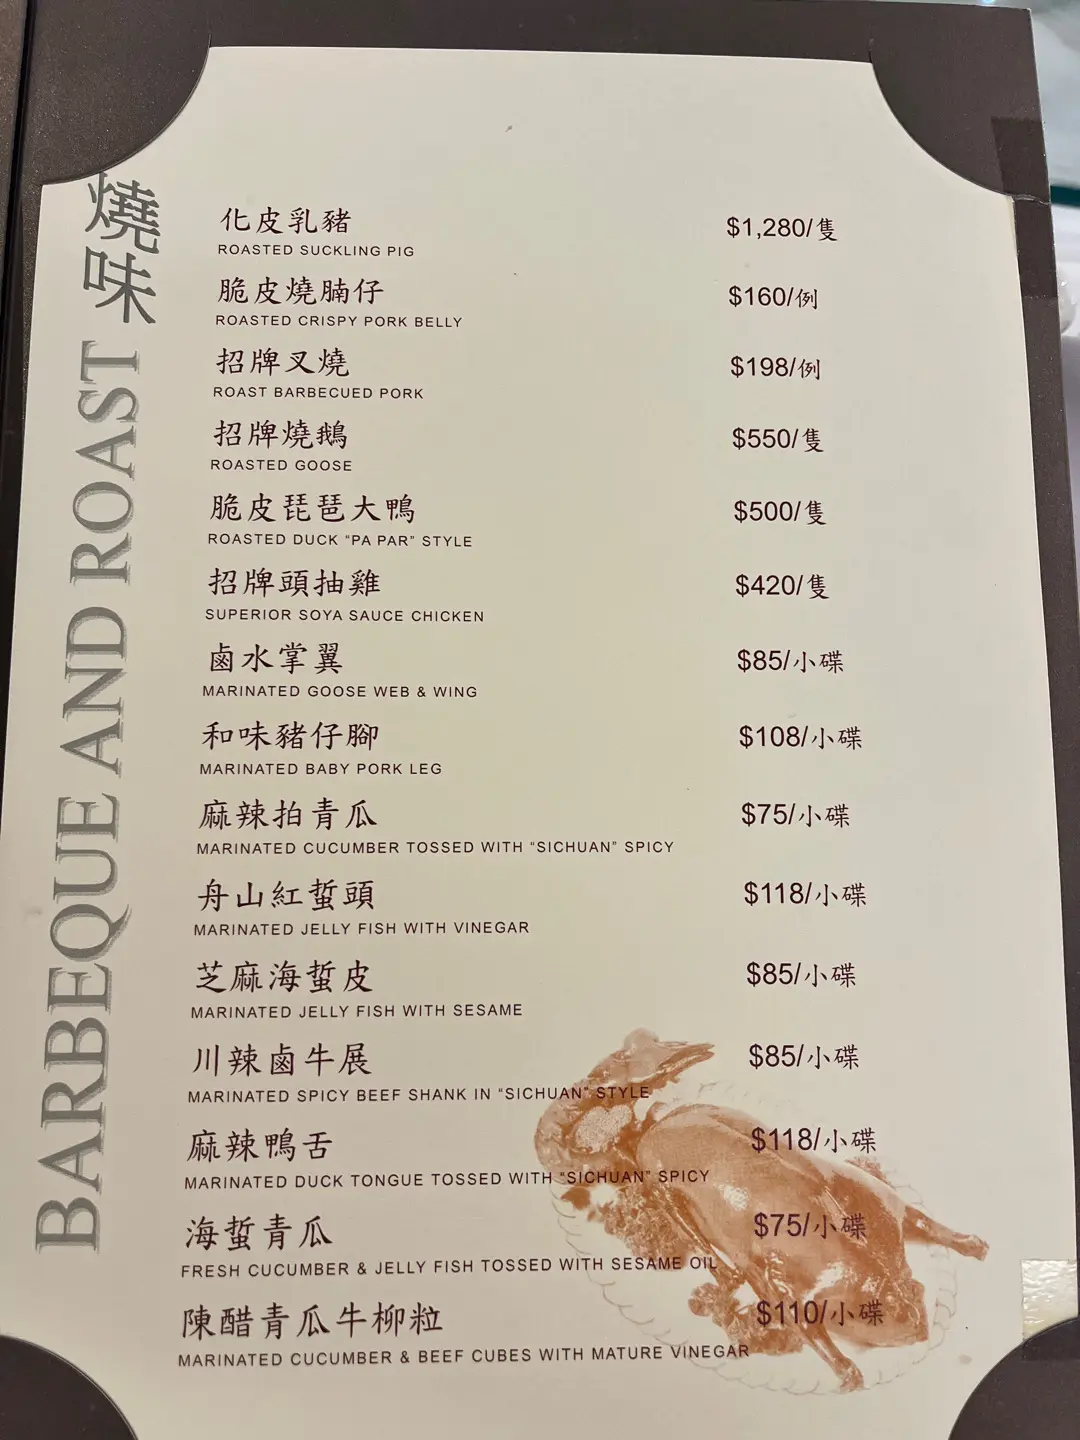 燒味
BARBEQUE AND ROAST
化皮乳豬 $1,280/隻
ROASTED SUCKLING PIG
脆皮燒腩仔 $160/例
ROASTED CRISPY PORK BELLY
招牌叉燒 $198/例
ROAST BARBECUED PORK
招牌燒鵝 $550/隻
ROASTED GOOSE
脆皮琵琶大鴨 $500/隻
ROASTED DUCK “PA PAR” STYLE
招牌頭抽雞 $420/隻
SUPERIOR SOYA SAUCE CHICKEN
鹵水掌翼 $85/小碟
MARINATED GOOSE WEB & WING
和味豬仔腳 $108/小碟
MARINATED BABY PORK LEG
麻辣拍青瓜 $75/小碟
MARINATED CUCUMBER TOSSED WITH “SICHUAN” SPICY
舟山紅蜇頭 $118/小碟
MARINATED JELLY FISH WITH VINEGAR
芝麻海蜇皮 $85/小碟
MARINATED JELLY FISH WITH SESAME
川辣鹵牛展 $85/小碟
MARINATED SPICY BEEF SHANK IN “SICHUAN” STYLE
麻辣鴨舌 $118/小碟
MARINATED DUCK TONGUE TOSSED WITH “SICHUAN” SPICY
海蜇青瓜 $75/小碟
FRESH CUCUMBER & JELLY FISH TOSSED WITH SESAME OIL
陳醋青瓜牛柳粒 $110/小碟
MARINATED CUCUMBER & BEEF CUBES WITH MATURE VINEGAR